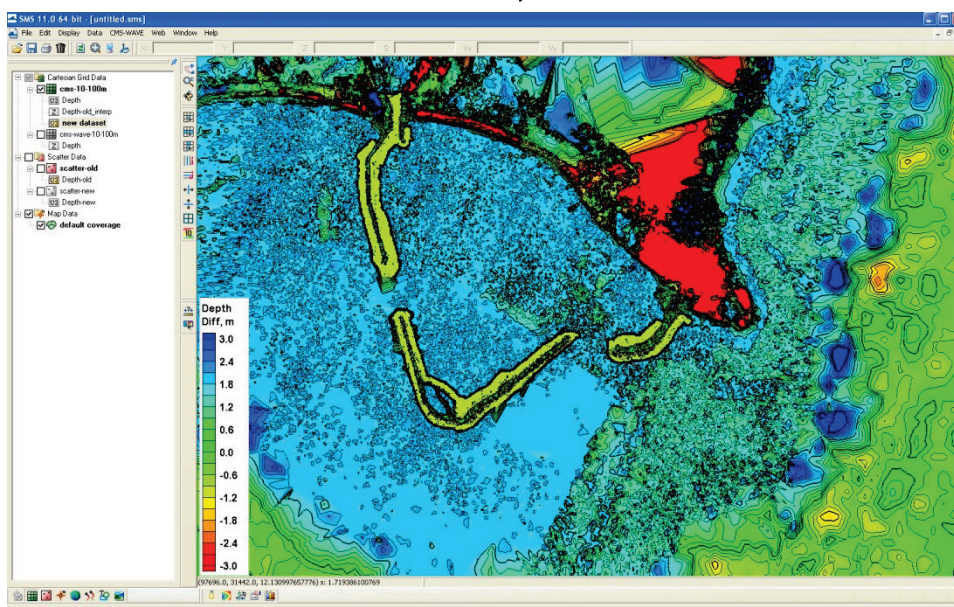 SMS 11.0 64-bit - [untitled.sms]
File Edit Display Data CMS-WAVE Web Window Help
X: Y: Z: S: Vx: Vy:
Cartesian Grid Data
cms-10-100m
Depth
Depth-old_interp
new dataset
cms-wave-10-100m
Depth
Scatter Data
scatter-old
Depth-old
scatter-new
Depth-new
Map Data
default coverage
Depth
Diff, m
3.0
2.4
1.8
1.2
0.6
0.0
-0.6
-1.2
-1.8
-2.4
-3.0
(97696.0, 31442.0, 12.130997657776) s: 1.719386100769